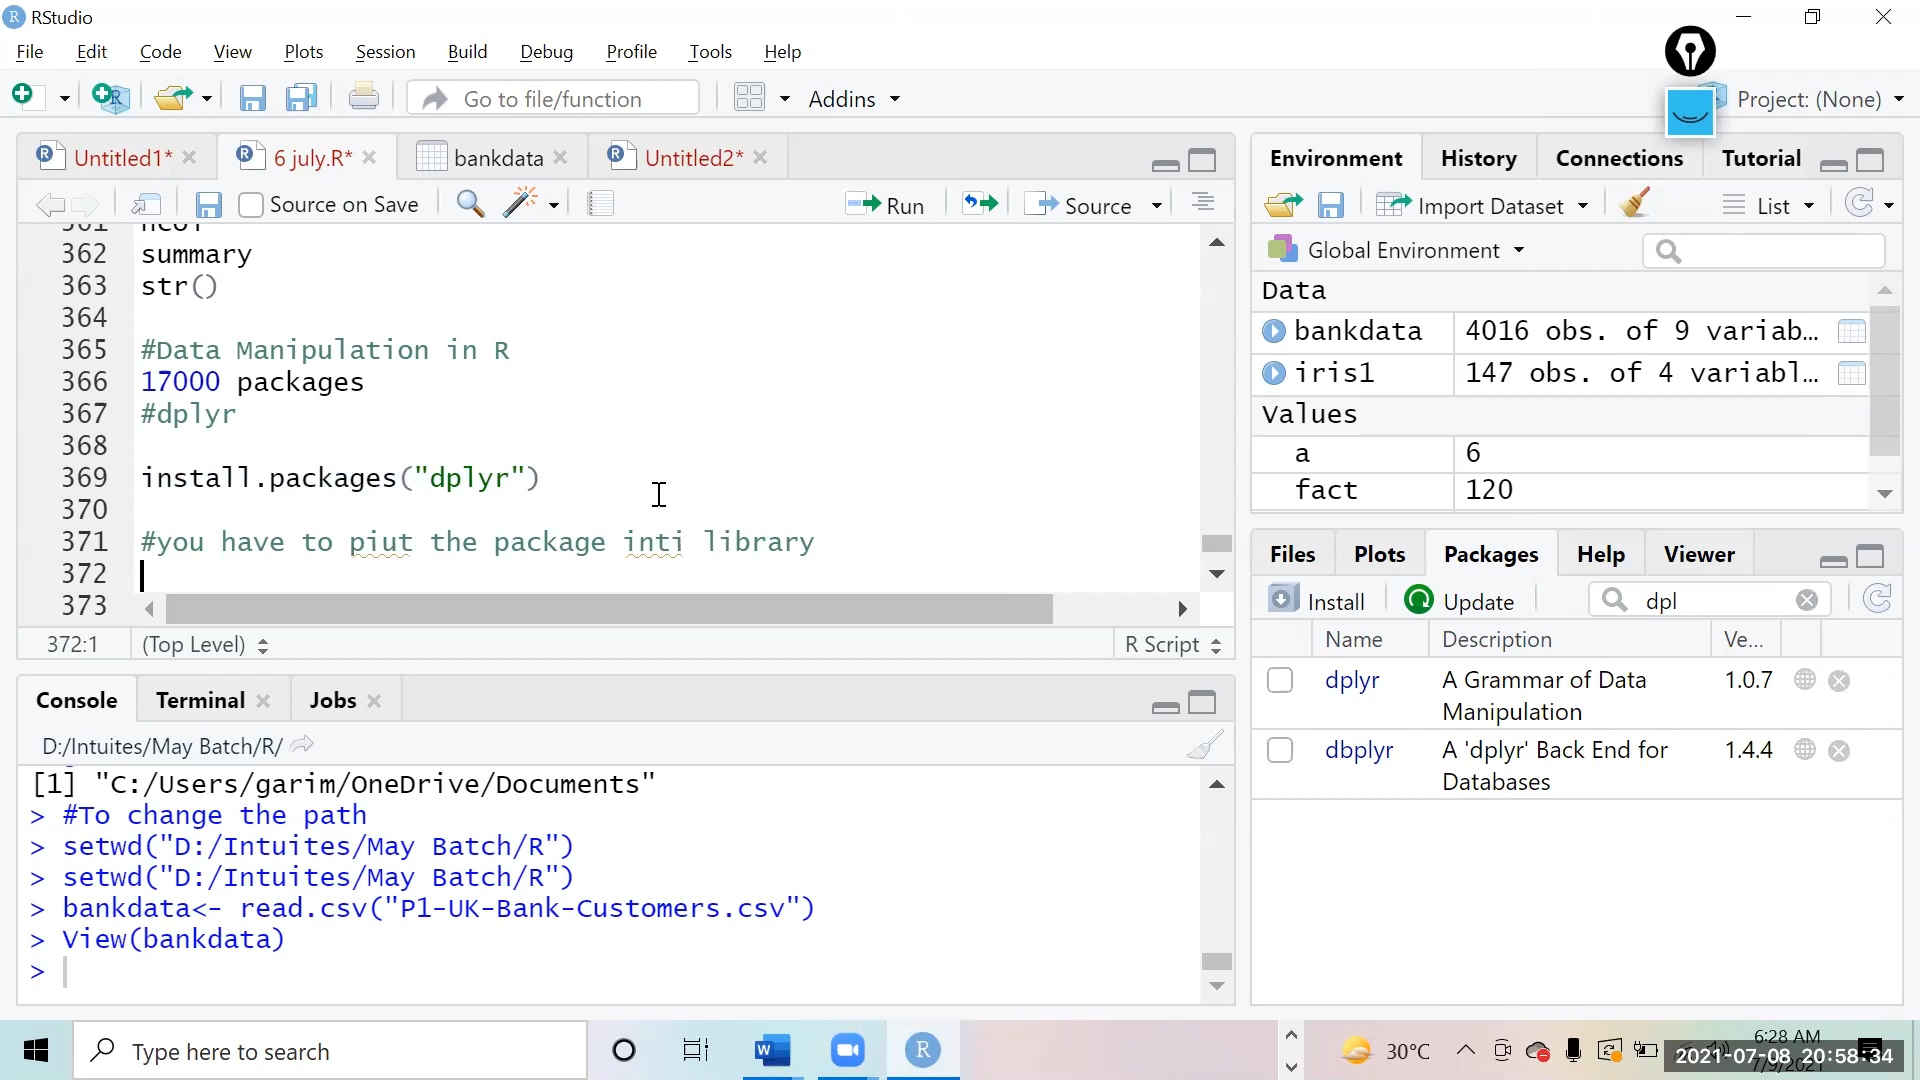 RStudio
File Edit Code View Plots Session Build Debug Profile Tools Help
Go to file/function Addins Project: (None)
Untitled1* 6 july.R* bankdata Untitled2*
Source on Save Run Source
362 summary
363 str()
364
365 #Data Manipulation in R
366 17000 packages
367 #dplyr
368
369 install.packages("dplyr")
370
371 #you have to piut the package inti library
372
373
372:1 (Top Level) R Script
Console Terminal Jobs
D:/Intuites/May Batch/R/
[1] "C:/Users/garim/OneDrive/Documents"
> #To change the path
> setwd("D:/Intuites/May Batch/R")
> setwd("D:/Intuites/May Batch/R")
> bankdata<- read.csv("P1-UK-Bank-Customers.csv")
> View(bankdata)
>
Environment History Connections Tutorial
Import Dataset List
Global Environment
Data
bankdata 4016 obs. of 9 variab...
iris1 147 obs. of 4 variabl...
Values
a 6
fact 120
Files Plots Packages Help Viewer
Install Update dpl
Name Description Ve...
dplyr A Grammar of Data Manipulation 1.0.7
dbplyr A 'dplyr' Back End for Databases 1.4.4
Type here to search
30°C
6:28 AM
2021-07-08 20:58:34